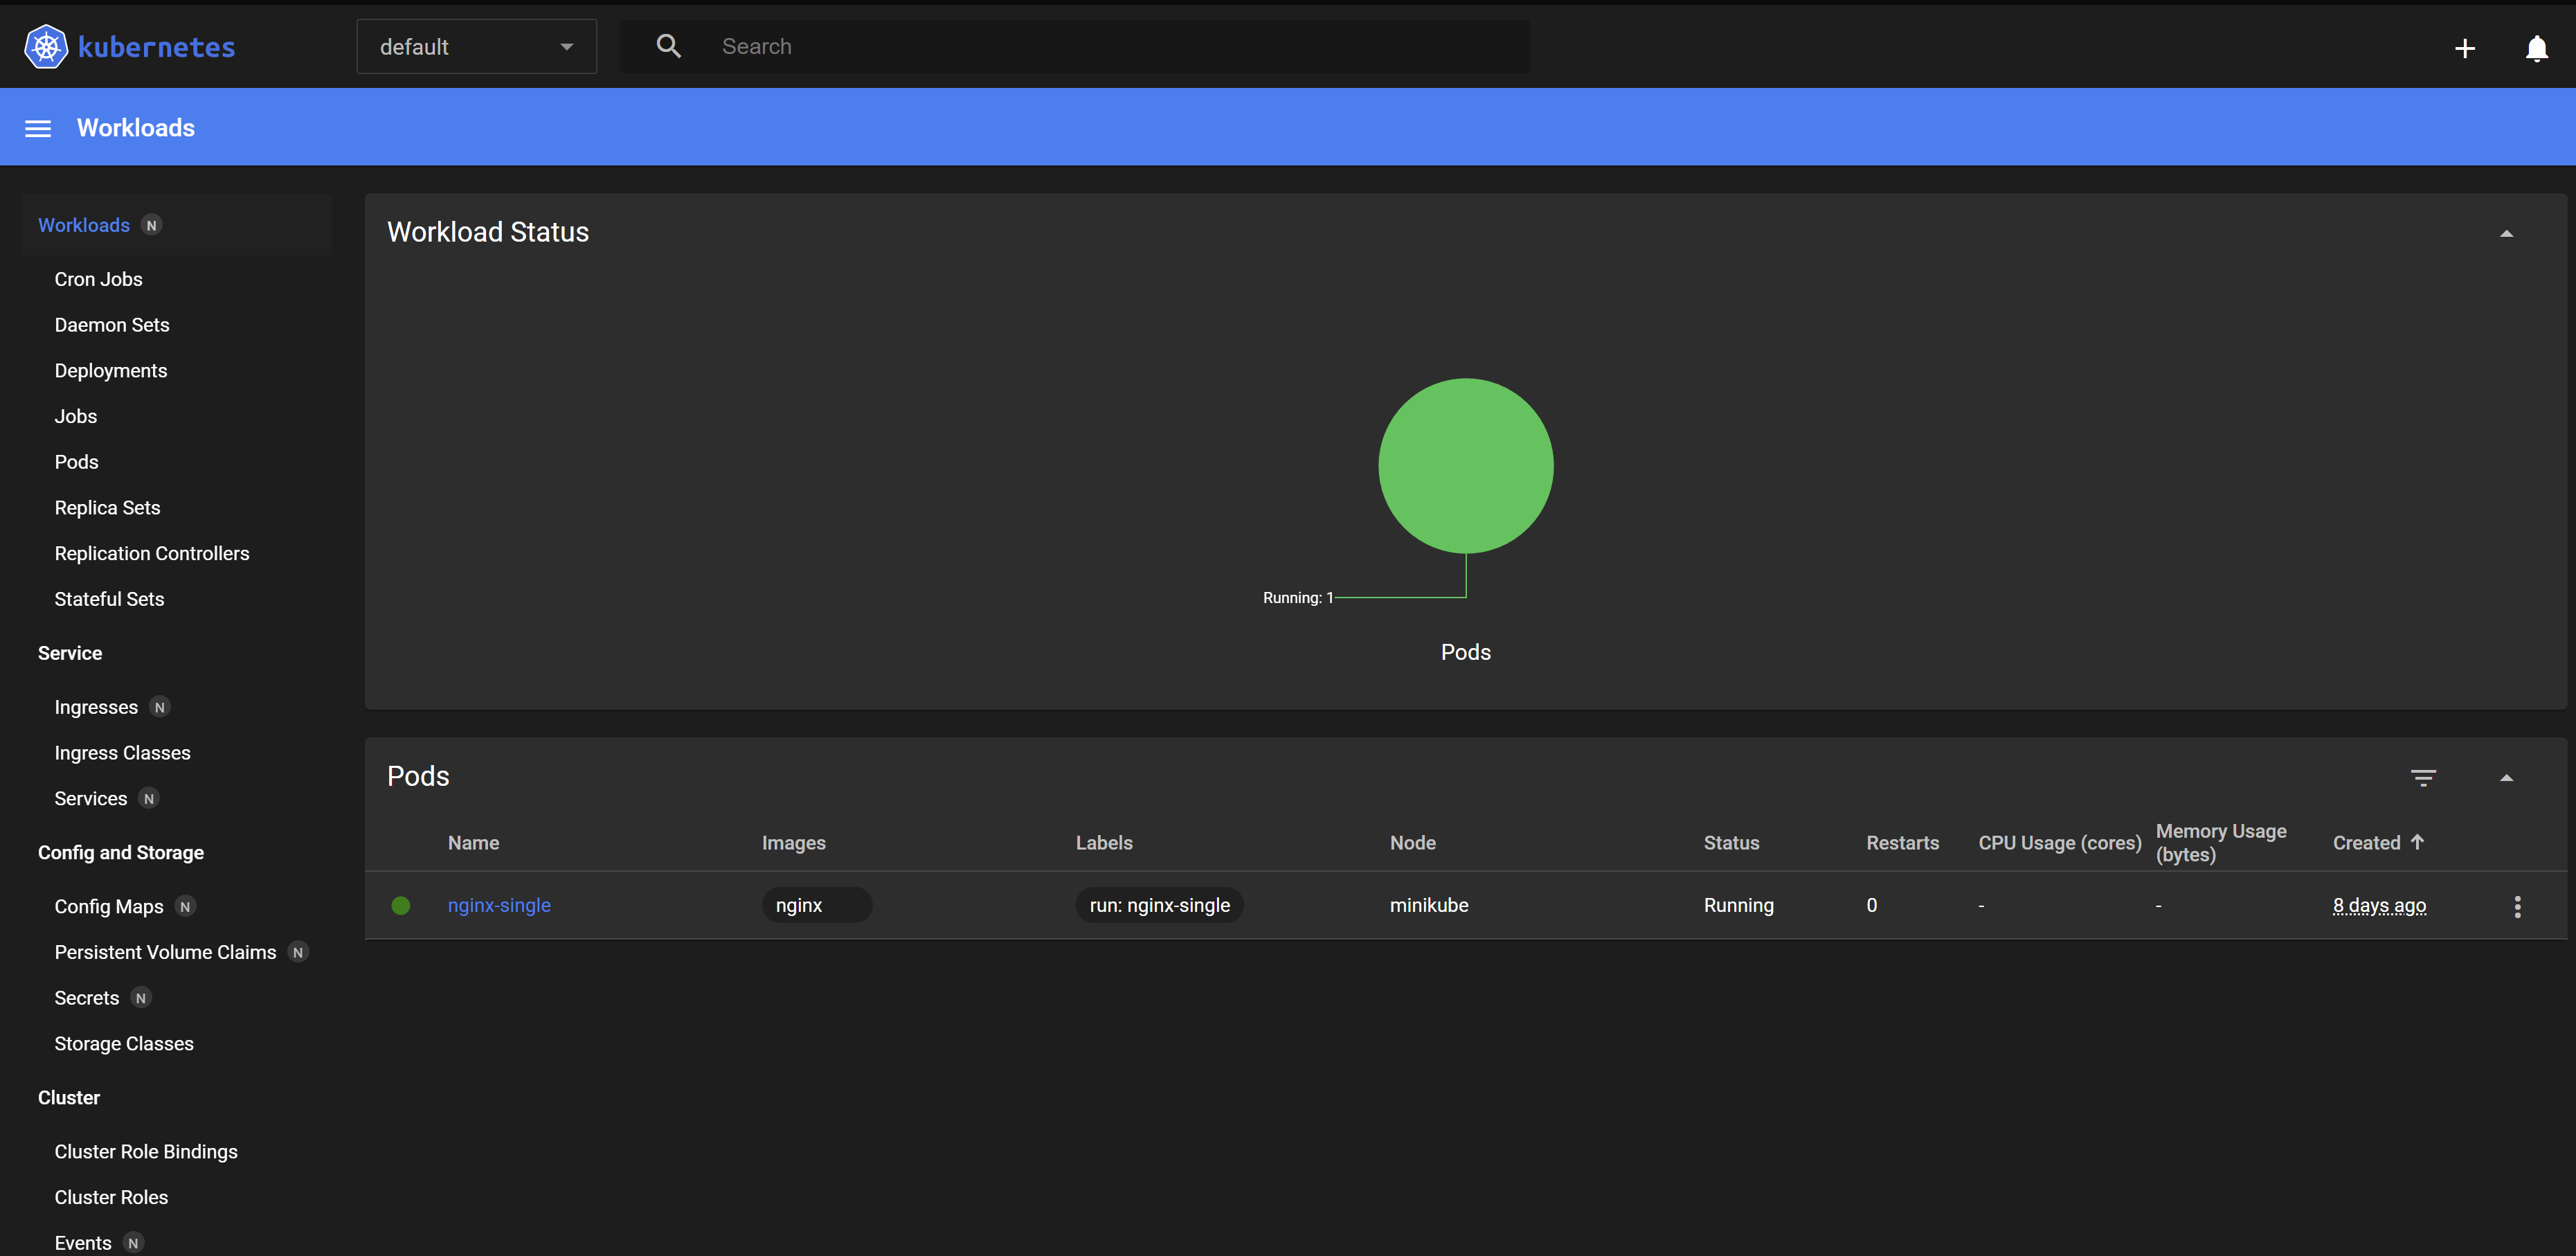 kubernetes
default
Search
Workloads
Workloads N
Cron Jobs
Daemon Sets
Deployments
Jobs
Pods
Replica Sets
Replication Controllers
Stateful Sets
Service
Ingresses N
Ingress Classes
Services N
Config and Storage
Config Maps N
Persistent Volume Claims N
Secrets N
Storage Classes
Cluster
Cluster Role Bindings
Cluster Roles
Events N
Workload Status
Running: 1
Pods
Pods
Name Images Labels Node Status Restarts CPU Usage (cores) Memory Usage (bytes) Created
nginx-single nginx run: nginx-single minikube Running 0 - - 8 days ago